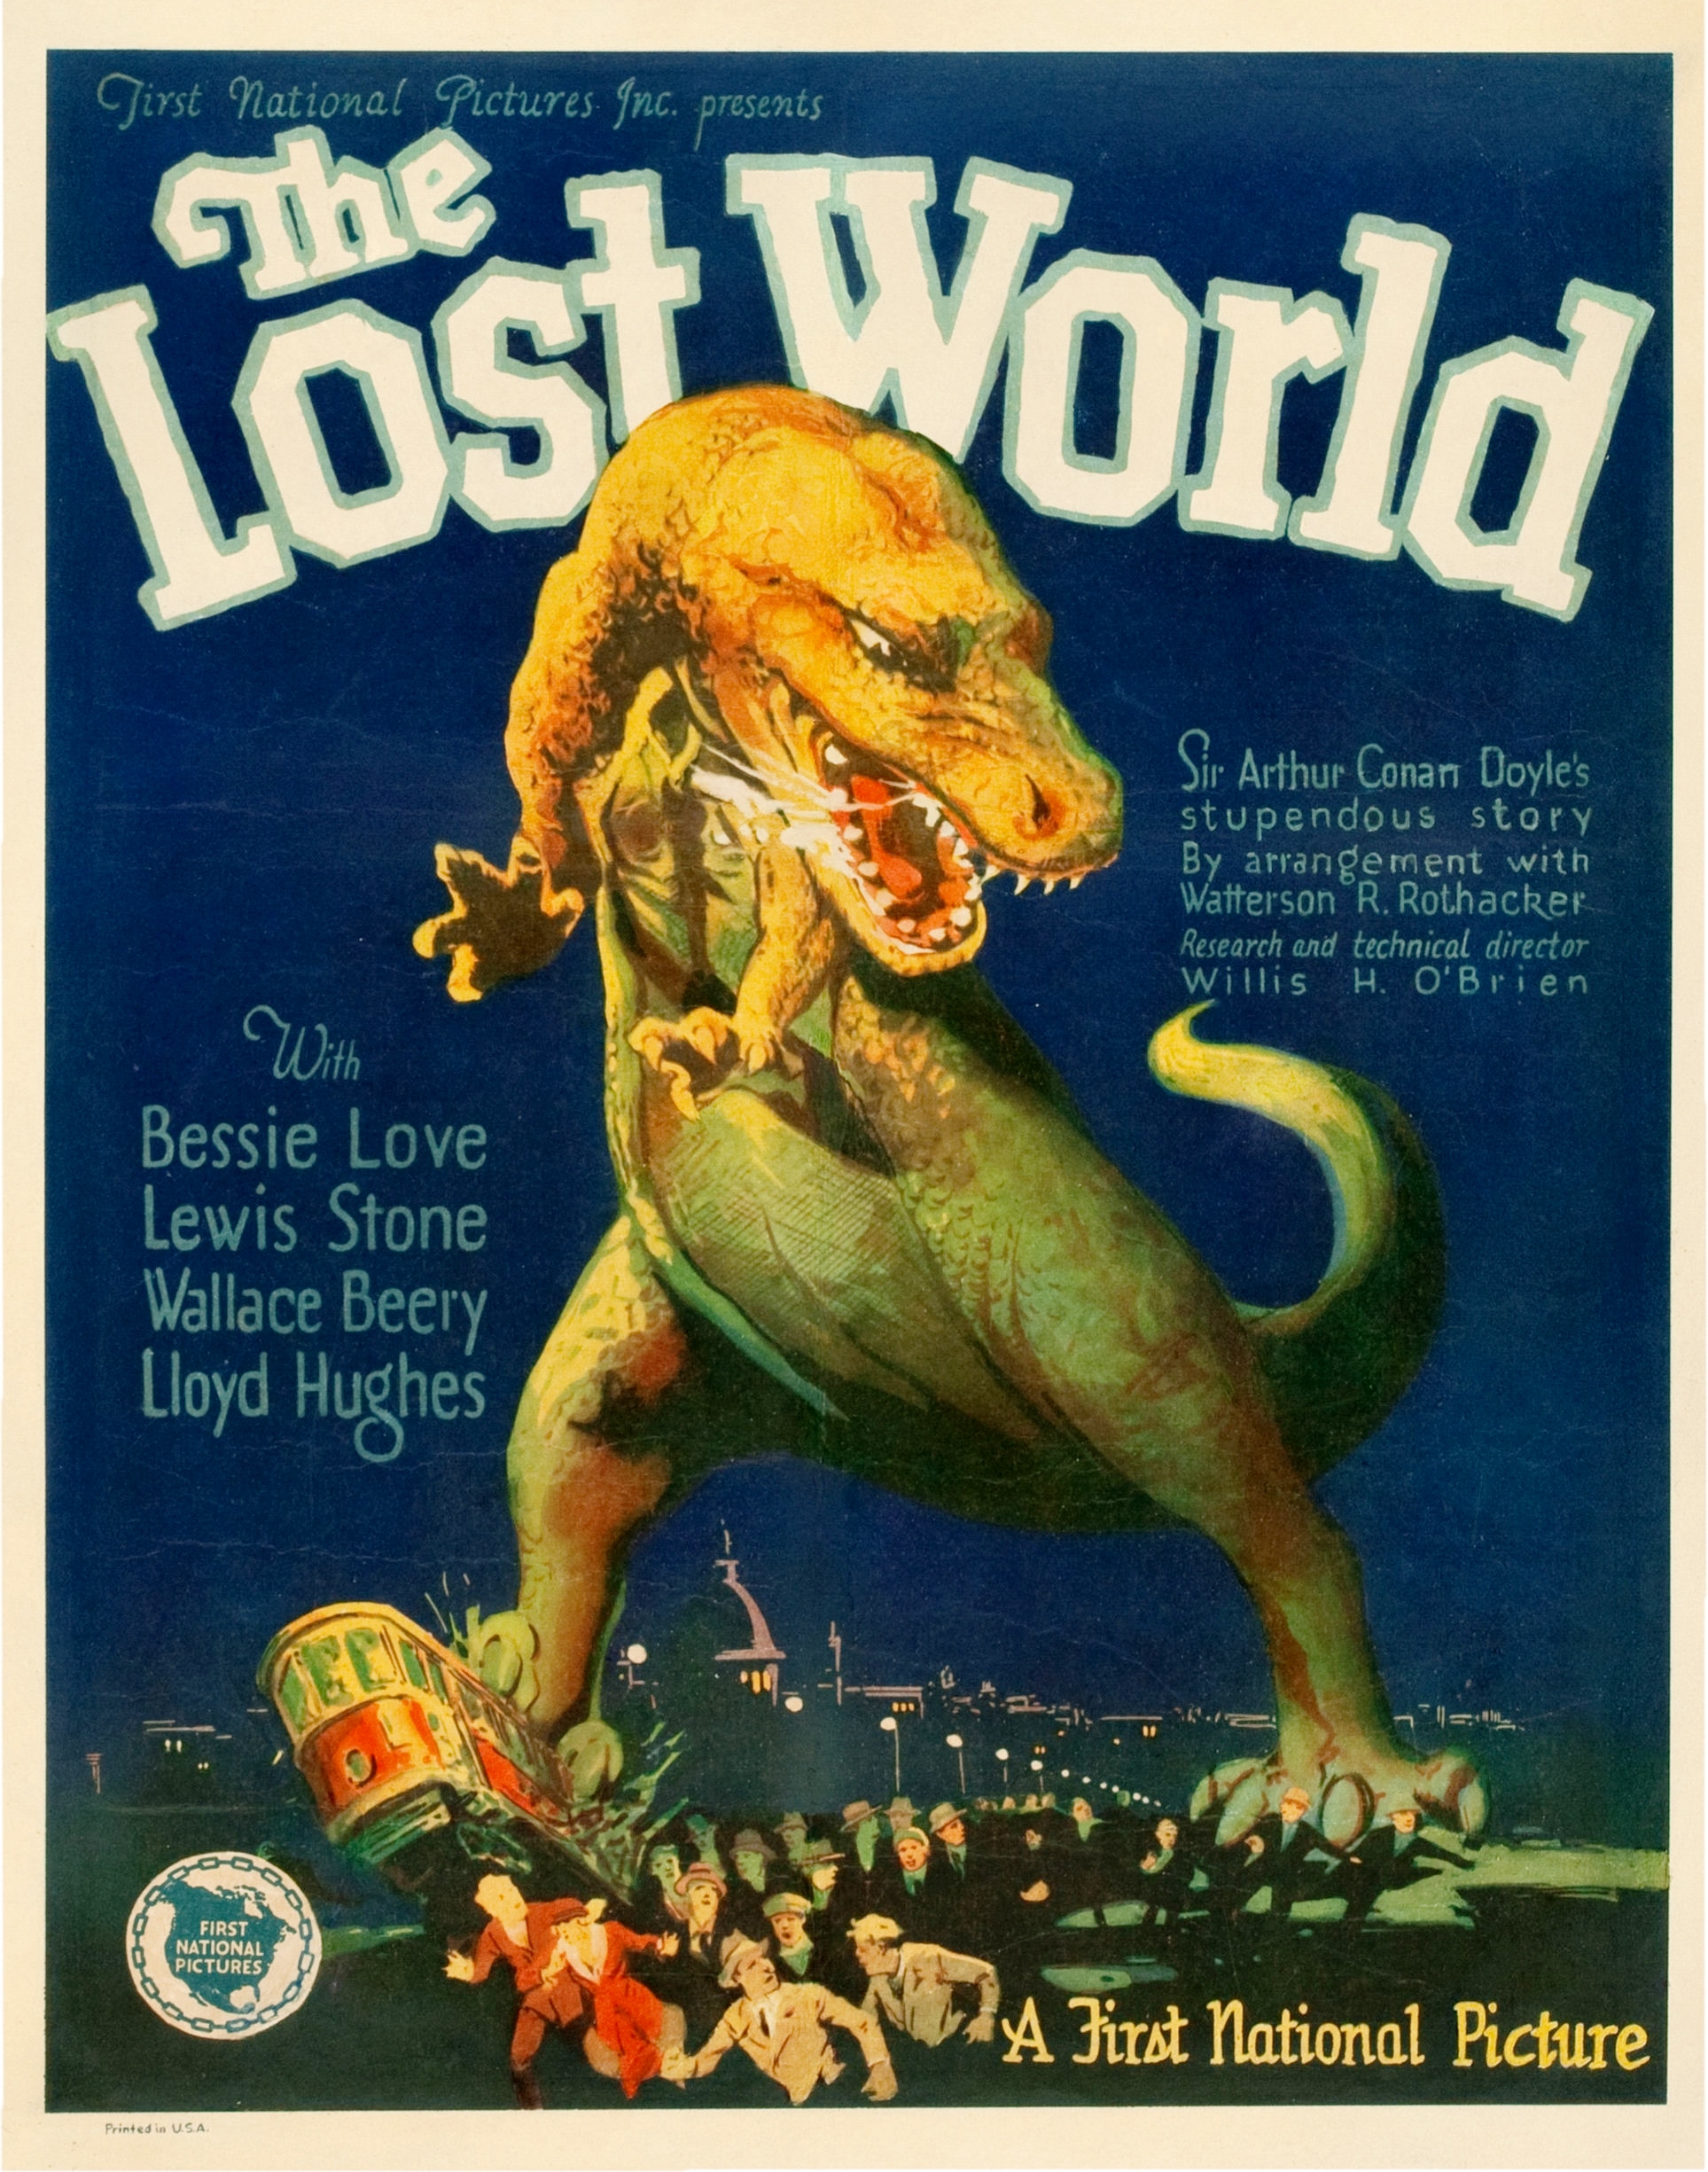 First National Pictures Inc. presents
The
Lost World
Sir Arthur Conan Doyle's
stupendous story
By arrangement with
Watterson R. Rothacker
Research and technical director
Willis H. O'Brien
With
Bessie Love
Lewis Stone
Wallace Beery
Lloyd Hughes
FIRST
NATIONAL
PICTURES
A First National Picture
Printed in U.S.A.